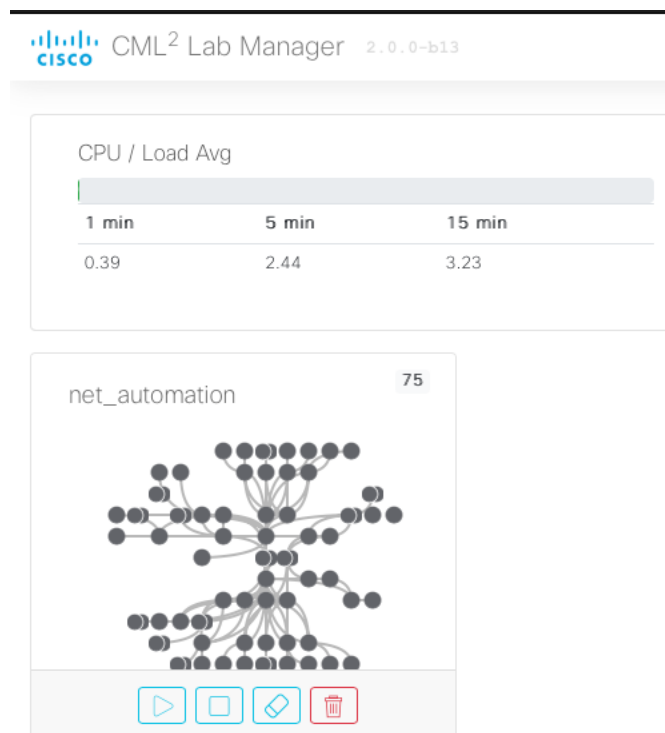 CISCO CML2 Lab Manager 2.0.0-b13
CPU / Load Avg
1 min 5 min 15 min
0.39 2.44 3.23
net_automation 75